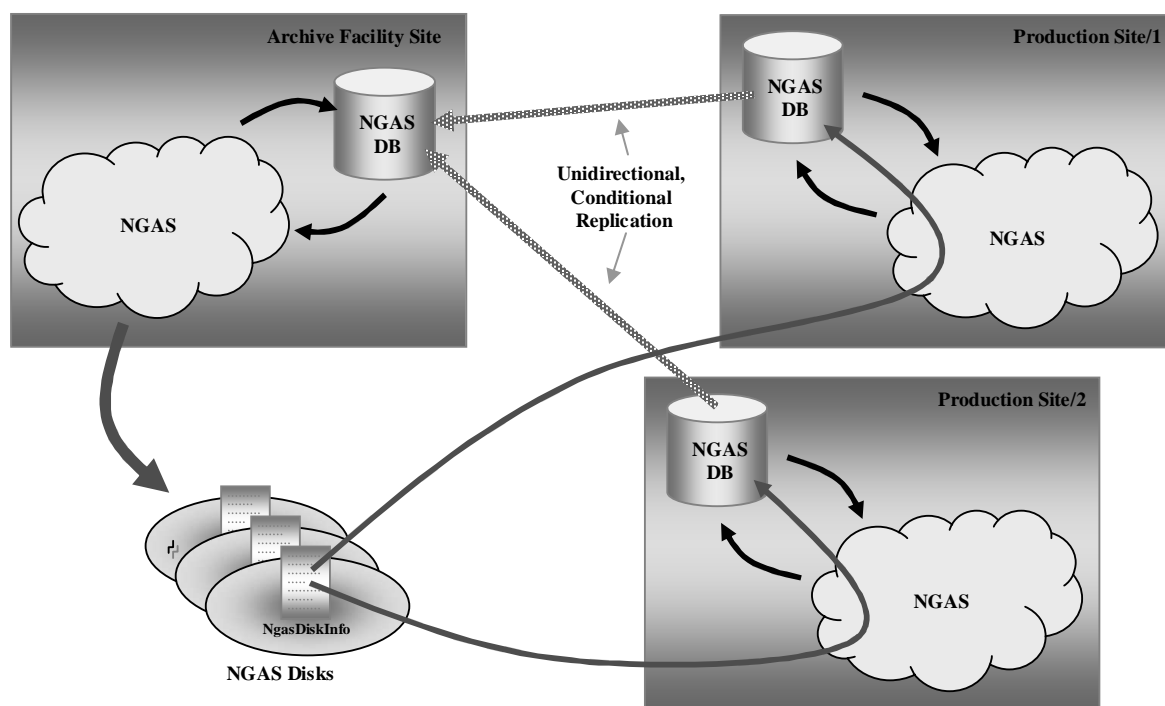 Archive Facility Site
NGAS
DB
NGAS
Unidirectional,
Conditional
Replication
Production Site/1
NGAS
DB
NGAS
Production Site/2
NGAS
DB
NGAS
NgasDiskInfo
NGAS Disks